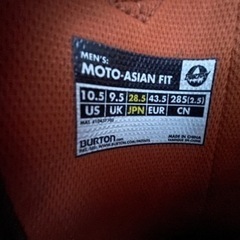 MEN'S:
MOTO-ASIAN FIT
10.5 9.5 28.5 43.5 285(2.5)
US UK JPN EUR CN
BURTON
MADE IN CHINA